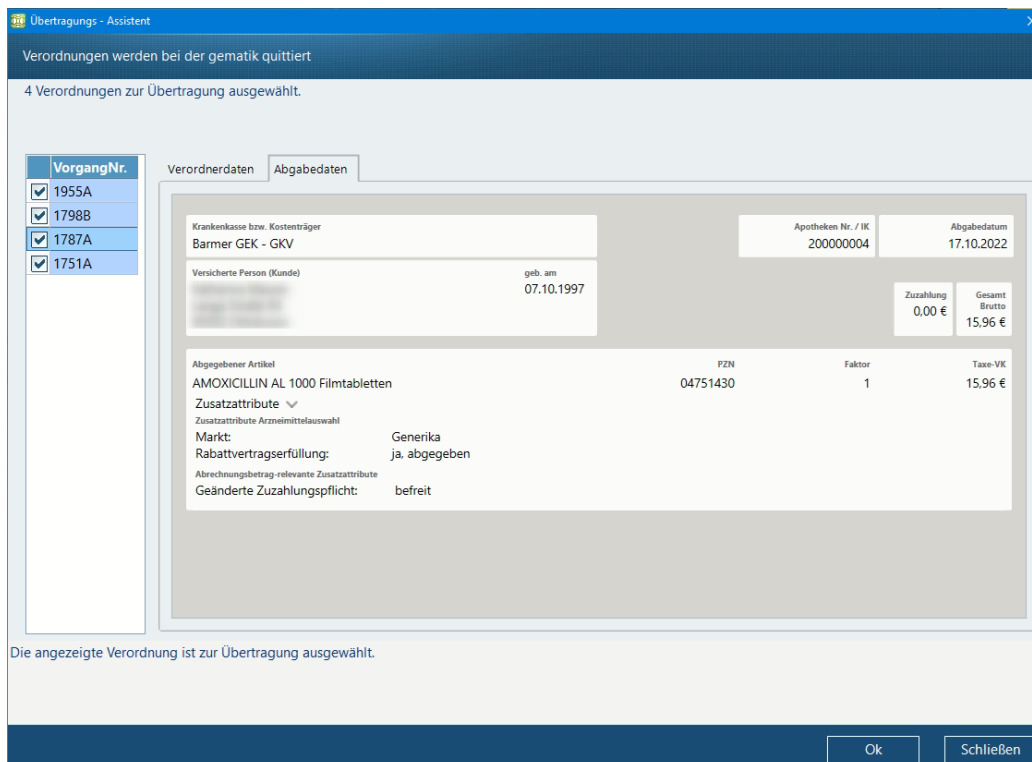 Übertragungs - Assistent
Verordnungen werden bei der gematik quittiert
4 Verordnungen zur Übertragung ausgewählt.
VorgangNr.
1955A
1798B
1787A
1751A
Verordnerdaten Abgabedaten
Krankenkasse bzw. Kostenträger
Barmer GEK - GKV
Apotheken Nr. / IK
200000004
Abgabedatum
17.10.2022
Versicherte Person (Kunde)
geb. am
07.10.1997
Zuzahlung
0,00 €
Gesamt
Brutto
15,96 €
Abgegebener Artikel PZN Faktor Taxe-VK
AMOXICILLIN AL 1000 Filmtabletten 04751430 1 15,96 €
Zusatzattribute
Zusatzattribute Arzneimittelauswahl
Markt: Generika
Rabattvertragserfüllung: ja, abgegeben
Abrechnungsbetrag-relevante Zusatzattribute
Geänderte Zuzahlungspflicht: befreit
Die angezeigte Verordnung ist zur Übertragung ausgewählt.
Ok Schließen